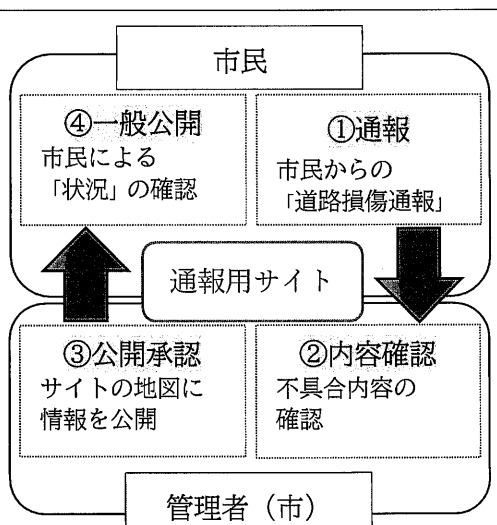 市民
④一般公開
市民による
「状況」の確認
①通報
市民からの
「道路損傷通報」
通報用サイト
③公開承認
サイトの地図に
情報を公開
②内容確認
不具合内容の
確認
管理者（市）